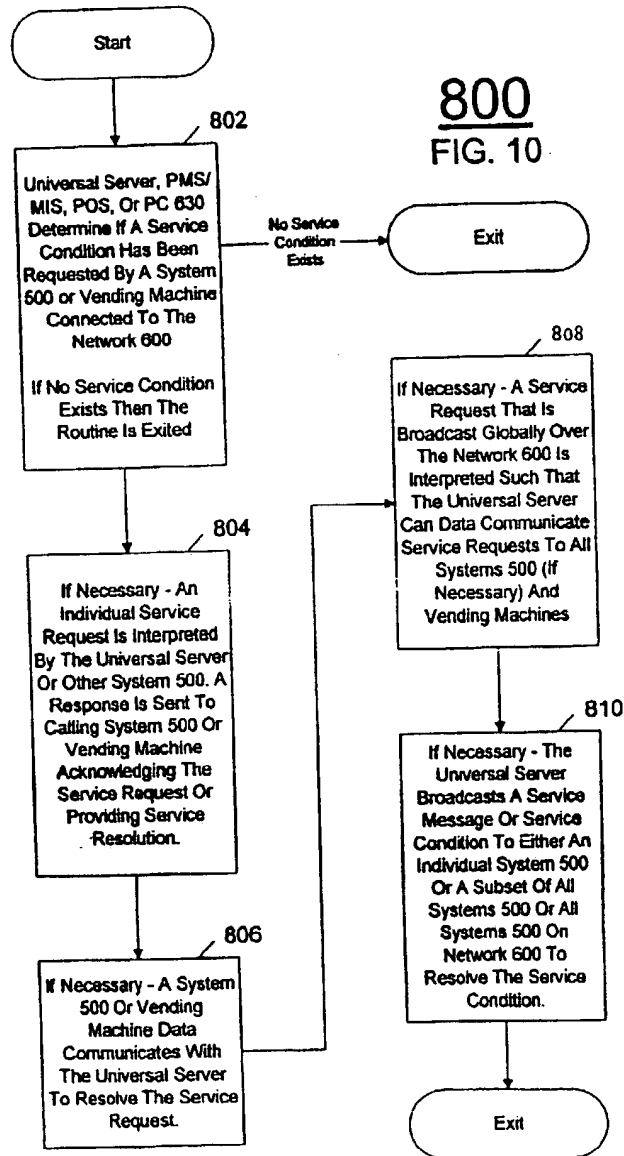 Start
800
FIG. 10
802
Universal Server, PMS/
MIS, POS, Or PC 630
Determine If A Service
Condition Has Been
Requested By A System
500 or Vending Machine
Connected To The
Network 600
If No Service Condition
Exists Then The
Routine Is Exited
No Service
Condition
Exists
Exit
804
If Necessary - An
Individual Service
Request Is Interpreted
By The Universal Server
Or Other System 500. A
Response Is Sent To
Calling System 500 Or
Vending Machine
Acknowledging The
Service Request Or
Providing Service
Resolution.
806
If Necessary - A System
500 Or Vending
Machine Data
Communicates With
The Universal Server
To Resolve The Service
Request.
808
If Necessary - A Service
Request That Is
Broadcast Globally Over
The Network 600 Is
Interpreted Such That
The Universal Server
Can Data Communicate
Service Requests To All
Systems 500 (If
Necessary) And
Vending Machines
810
If Necessary - The
Universal Server
Broadcasts A Service
Message Or Service
Condition To Either An
Individual System 500
Or A Subset Of All
Systems 500 Or All
Systems 500 On
Network 600 To
Resolve The Service
Condition.
Exit